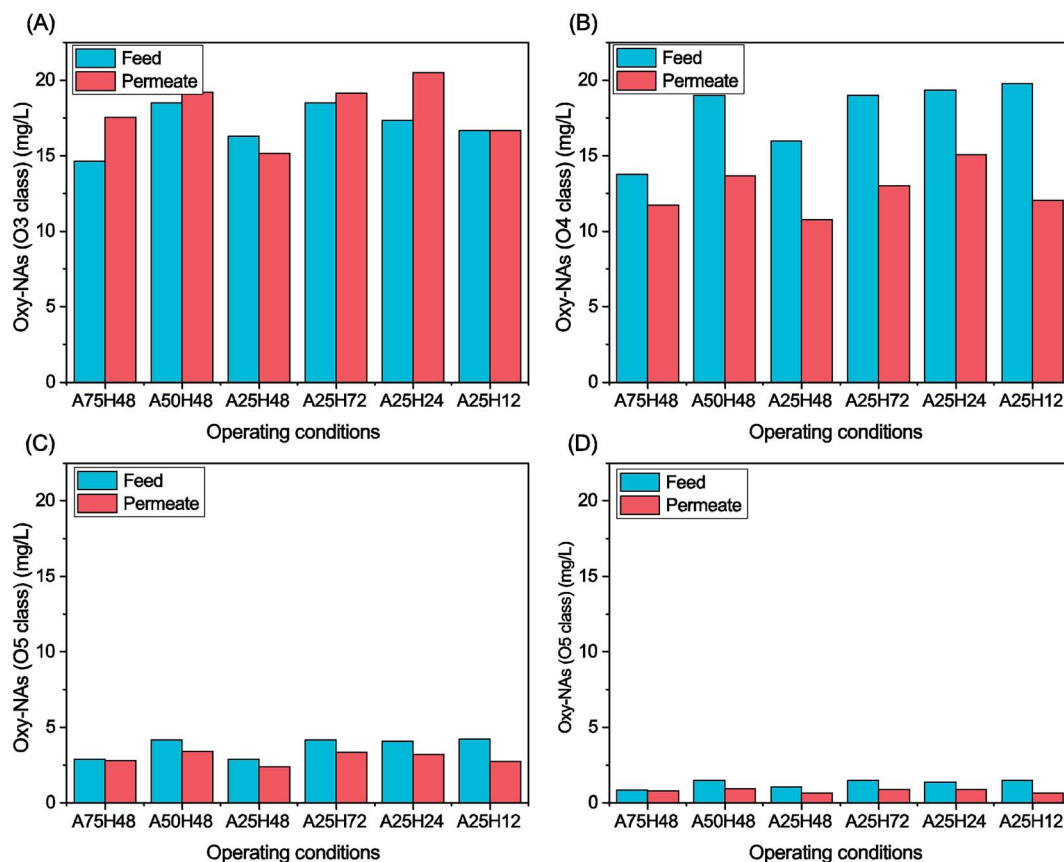 (A)
Oxy-NAs (O3 class) (mg/L)
20
15
10
5
0
Feed
Permeate
A75H48 A50H48 A25H48 A25H72 A25H24 A25H12
Operating conditions
(B)
Oxy-NAs (O4 class) (mg/L)
20
15
10
5
0
Feed
Permeate
A75H48 A50H48 A25H48 A25H72 A25H24 A25H12
Operating conditions
(C)
Oxy-NAs (O5 class) (mg/L)
20
15
10
5
0
Feed
Permeate
A75H48 A50H48 A25H48 A25H72 A25H24 A25H12
Operating conditions
(D)
Oxy-NAs (O5 class) (mg/L)
20
15
10
5
0
Feed
Permeate
A75H48 A50H48 A25H48 A25H72 A25H24 A25H12
Operating conditions